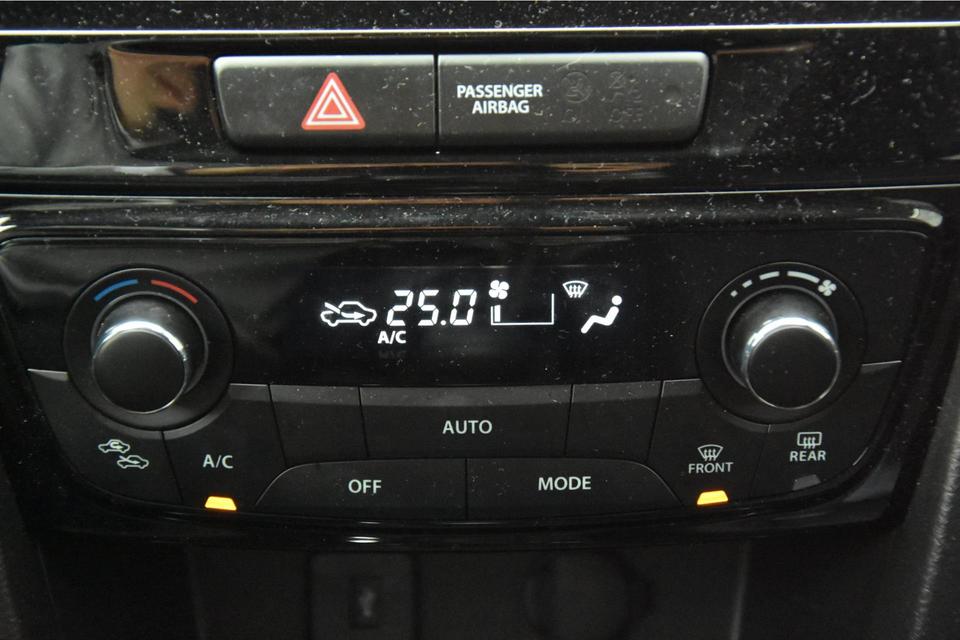 PASSENGER
AIRBAG
25.0
A/C
AUTO
A/C
OFF
MODE
FRONT
REAR